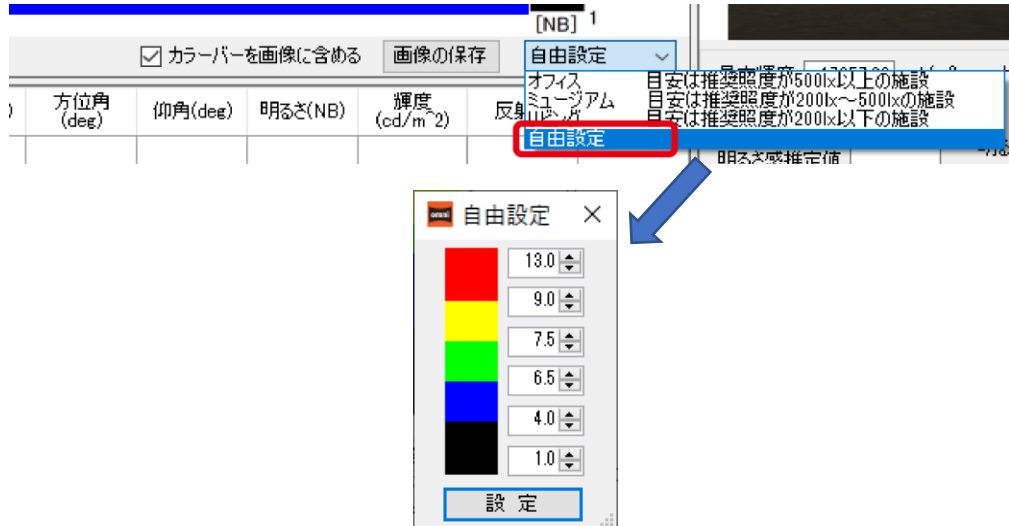 [NB] 1
カラーバーを画像に含める 画像の保存 自由設定
オフィス 目安は推奨照度が500lx以上の施設
ミュージアム 目安は推奨照度が200lx～500lxの施設
リビング 目安は推奨照度が200lx以下の施設
自由設定
方位角
(deg)
仰角(deg)
明るさ(NB)
輝度
(cd/m^2)
反射
明るさ感推定値
omni 自由設定 ×
13.0
9.0
7.5
6.5
4.0
1.0
設 定